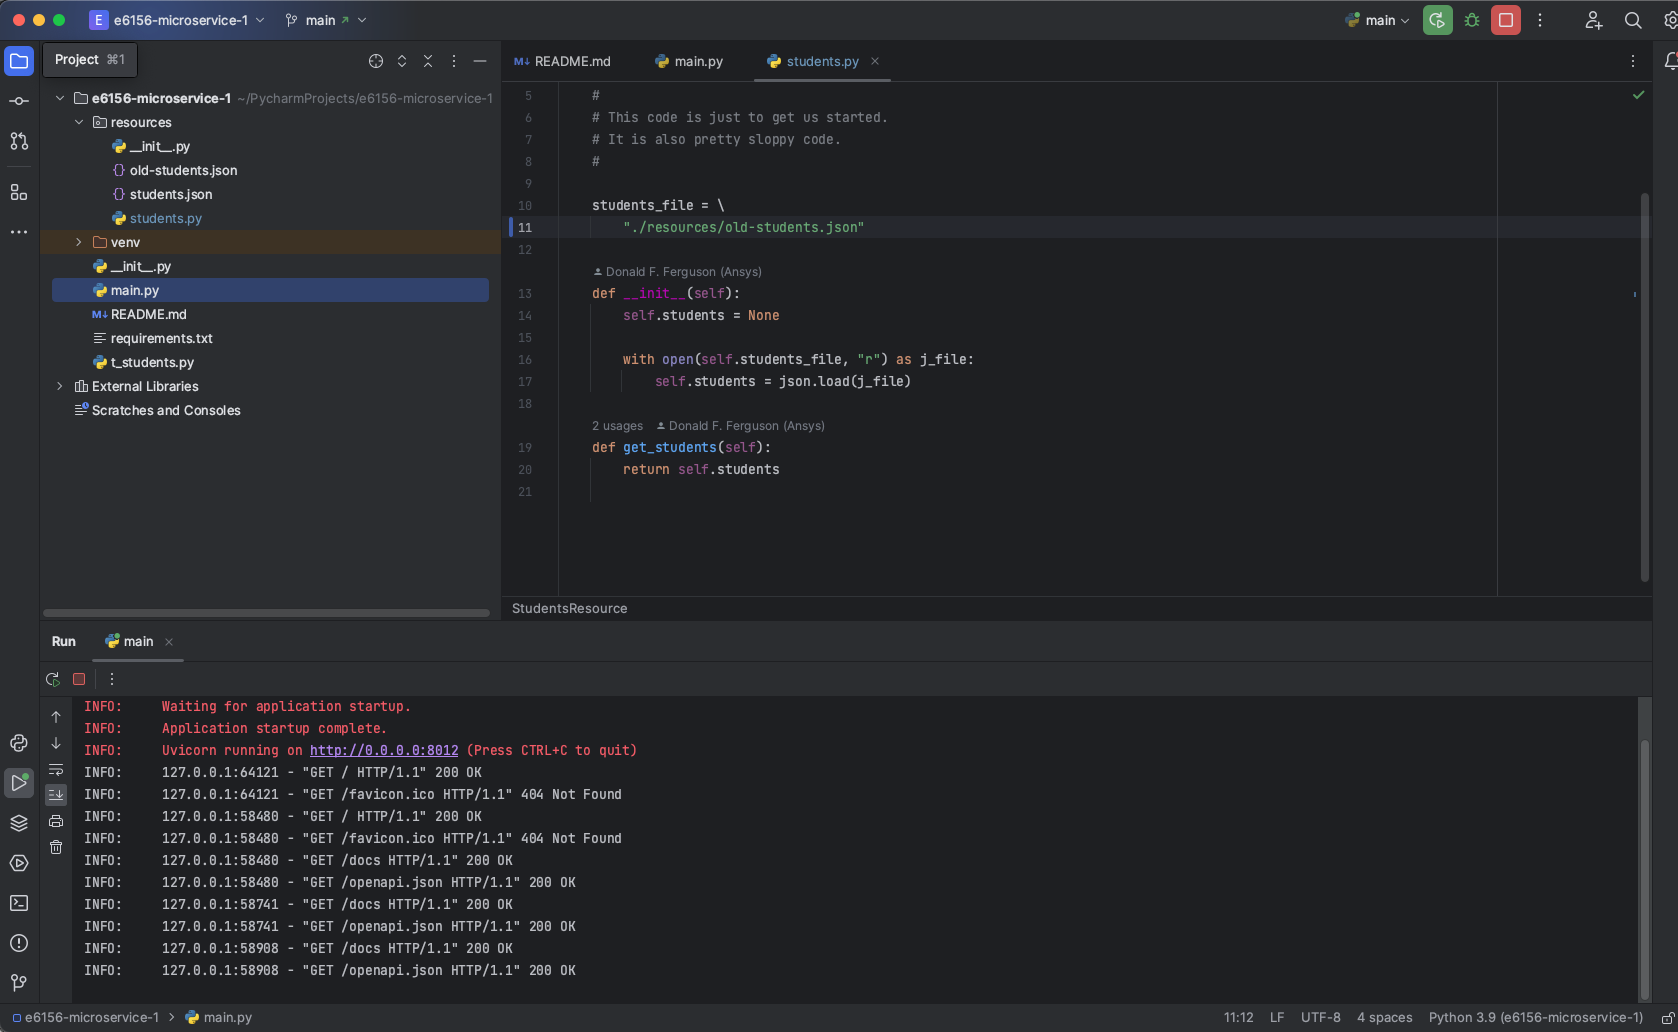 E e6156-microservice-1 main
main
Project ⌘1
e6156-microservice-1 ~/PycharmProjects/e6156-microservice-1
resources
__init__.py
old-students.json
students.json
students.py
venv
__init__.py
main.py
M↓ README.md
requirements.txt
t_students.py
External Libraries
Scratches and Consoles
M↓ README.md main.py students.py
5 #
6 # This code is just to get us started.
7 # It is also pretty sloppy code.
8 #
9
10 students_file = \
11 "./resources/old-students.json"
12
Donald F. Ferguson (Ansys)
13 def __init__(self):
14 self.students = None
15
16 with open(self.students_file, "r") as j_file:
17 self.students = json.load(j_file)
18
2 usages Donald F. Ferguson (Ansys)
19 def get_students(self):
20 return self.students
21
StudentsResource
Run main
INFO: Waiting for application startup.
INFO: Application startup complete.
INFO: Uvicorn running on http://0.0.0.0:8012 (Press CTRL+C to quit)
INFO: 127.0.0.1:64121 - "GET / HTTP/1.1" 200 OK
INFO: 127.0.0.1:64121 - "GET /favicon.ico HTTP/1.1" 404 Not Found
INFO: 127.0.0.1:58480 - "GET / HTTP/1.1" 200 OK
INFO: 127.0.0.1:58480 - "GET /favicon.ico HTTP/1.1" 404 Not Found
INFO: 127.0.0.1:58480 - "GET /docs HTTP/1.1" 200 OK
INFO: 127.0.0.1:58480 - "GET /openapi.json HTTP/1.1" 200 OK
INFO: 127.0.0.1:58741 - "GET /docs HTTP/1.1" 200 OK
INFO: 127.0.0.1:58741 - "GET /openapi.json HTTP/1.1" 200 OK
INFO: 127.0.0.1:58908 - "GET /docs HTTP/1.1" 200 OK
INFO: 127.0.0.1:58908 - "GET /openapi.json HTTP/1.1" 200 OK
e6156-microservice-1 > main.py 11:12 LF UTF-8 4 spaces Python 3.9 (e6156-microservice-1)